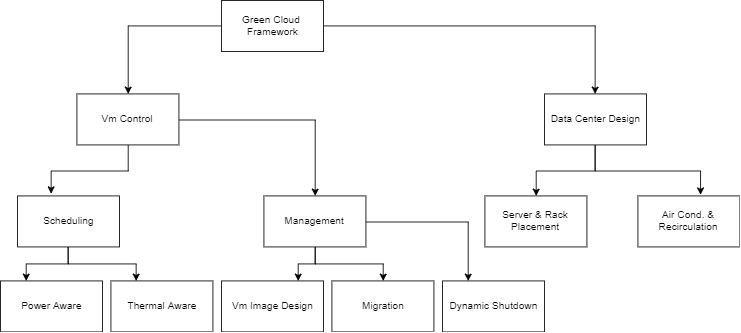 Green Cloud
Framework
Vm Control
Data Center Design
Scheduling
Management
Server & Rack
Placement
Air Cond. &
Recirculation
Power Aware
Thermal Aware
Vm Image Design
Migration
Dynamic Shutdown